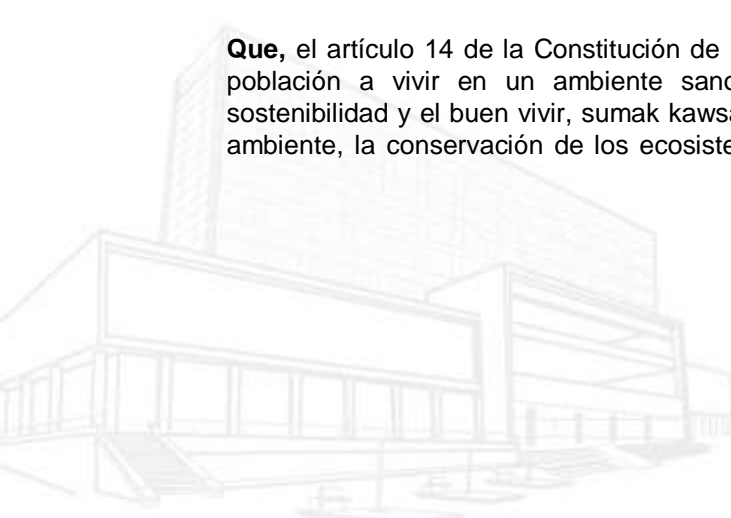 Que, el artículo 14 de la Constitución de
población a vivir en un ambiente sano
sostenibilidad y el buen vivir, sumak kawsa
ambiente, la conservación de los ecosiste